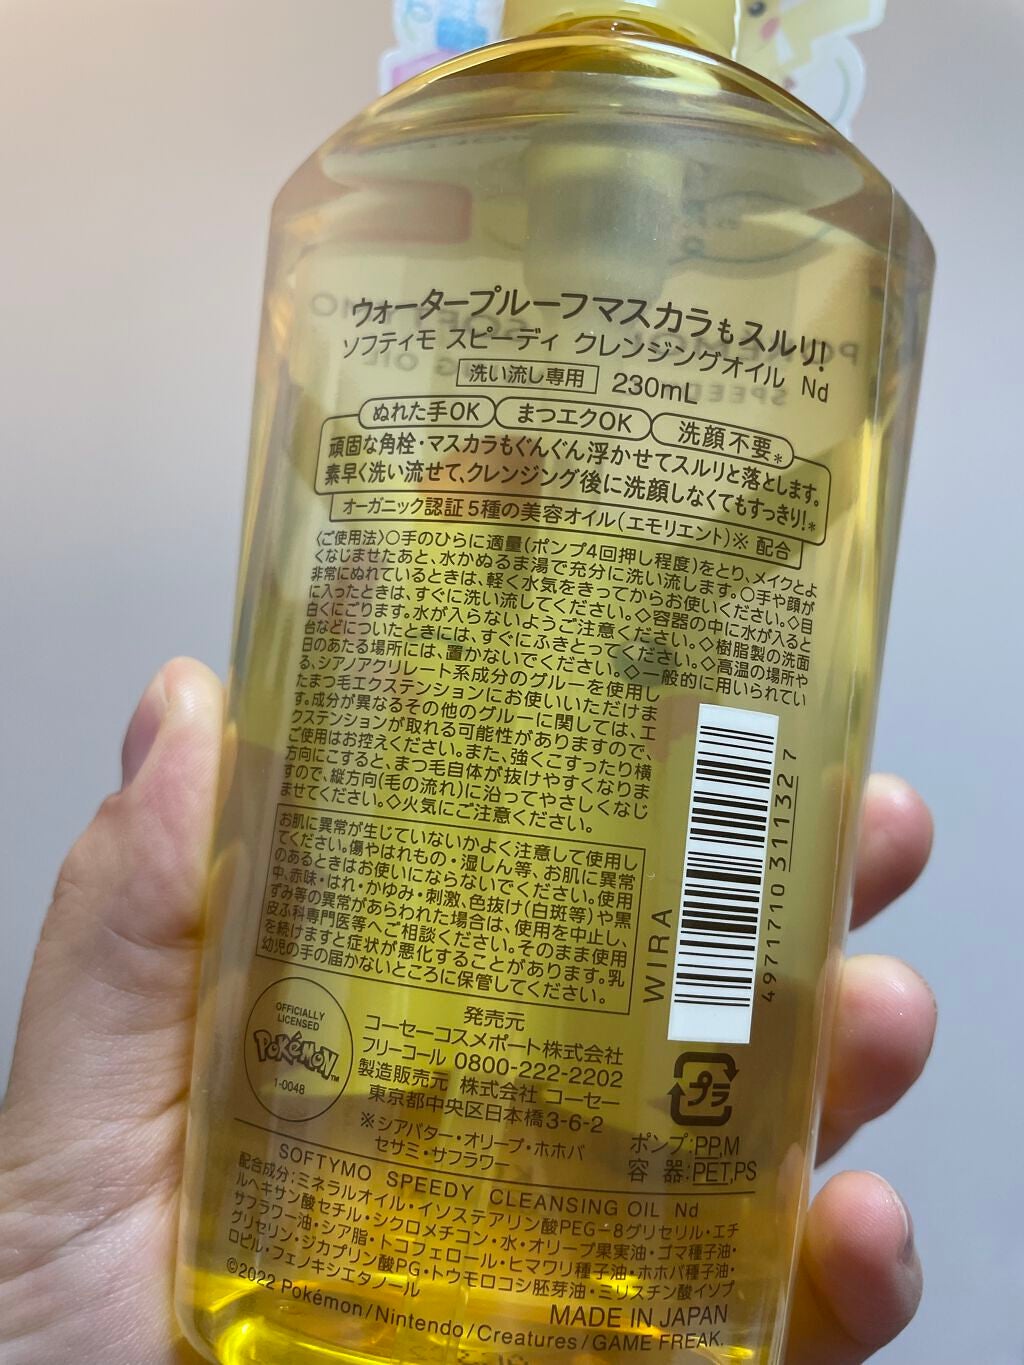 ウォータープルーフマスカラもスルリ!
ソフティモ スピーディ クレンジングオイル Nd
洗い流し専用 230mL
ぬれた手OK まつエクOK 洗顔不要*
頑固な角栓・マスカラもぐんぐん浮かせてスルリと落とします。
素早く洗い流せて、クレンジング後に洗顔しなくてもすっきり!*
オーガニック認証5種の美容オイル(エモリエント)※ 配合
〈ご使用法〉○手のひらに適量(ポンプ4回押し程度)をとり、メイクとよ
くなじませたあと、水かぬるま湯で充分に洗い流します。○手や顔が
非常にぬれているときは、軽く水気をきってからお使いください。◇目
に入ったときは、すぐに洗い流してください。◇容器の中に水が入ると
白くにごります。水が入らないようご注意ください。◇樹脂製の洗面
台などについたときには、すぐにふきとってください。◇高温の場所や
日のあたる場所には、置かないでください。◇一般的に用いられてい
る、シアノアクリレート系成分のグルーを使用し
たまつ毛エクステンションにお使いいただけま
す。成分が異なるその他のグルーに関しては、エ
クステンションが取れる可能性がありますので、
ご使用はお控えください。また、強くこすったり横
方向にこすると、まつ毛自体が抜けやすくなりま
すので、縦方向(毛の流れ)に沿ってやさしくなじ
ませてください。◇火気にご注意ください。
お肌に異常が生じていないかよく注意して使用し
てください。傷やはれもの・湿しん等、お肌に異常
のあるときはお使いにならないでください。使用
中、赤味・はれ・かゆみ・刺激、色抜け(白斑等)や黒
ずみ等の異常があらわれた場合は、使用を中止し、
皮ふ科専門医等へご相談ください。そのまま使用
を続けますと症状が悪化することがあります。乳
幼児の手の届かないところに保管してください。
WIRA
4971710 311327
OFFICIALLY
LICENSED
POKéMON™
1-0048
発売元
コーセーコスメポート株式会社
フリーコール 0800-222-2202
製造販売元 株式会社 コーセー
東京都中央区日本橋3-6-2
※シアバター・オリーブ・ホホバ
セサミ・サフラワー
プラ
ポンプ:PP,M
容 器:PET,PS
SOFTYMO SPEEDY CLEANSING OIL Nd
配合成分:ミネラルオイル・イソステアリン酸PEG-8グリセリル・エチ
ルヘキサン酸セチル・シクロメチコン・水・オリーブ果実油・ゴマ種子油・
サフラワー油・シア脂・トコフェロール・ヒマワリ種子油・ホホバ種子油・
グリセリン・ジカプリン酸PG・トウモロコシ胚芽油・ミリスチン酸イソプ
ロピル・フェノキシエタノール
MADE IN JAPAN
©2022 Pokémon/Nintendo/Creatures/GAME FREAK.